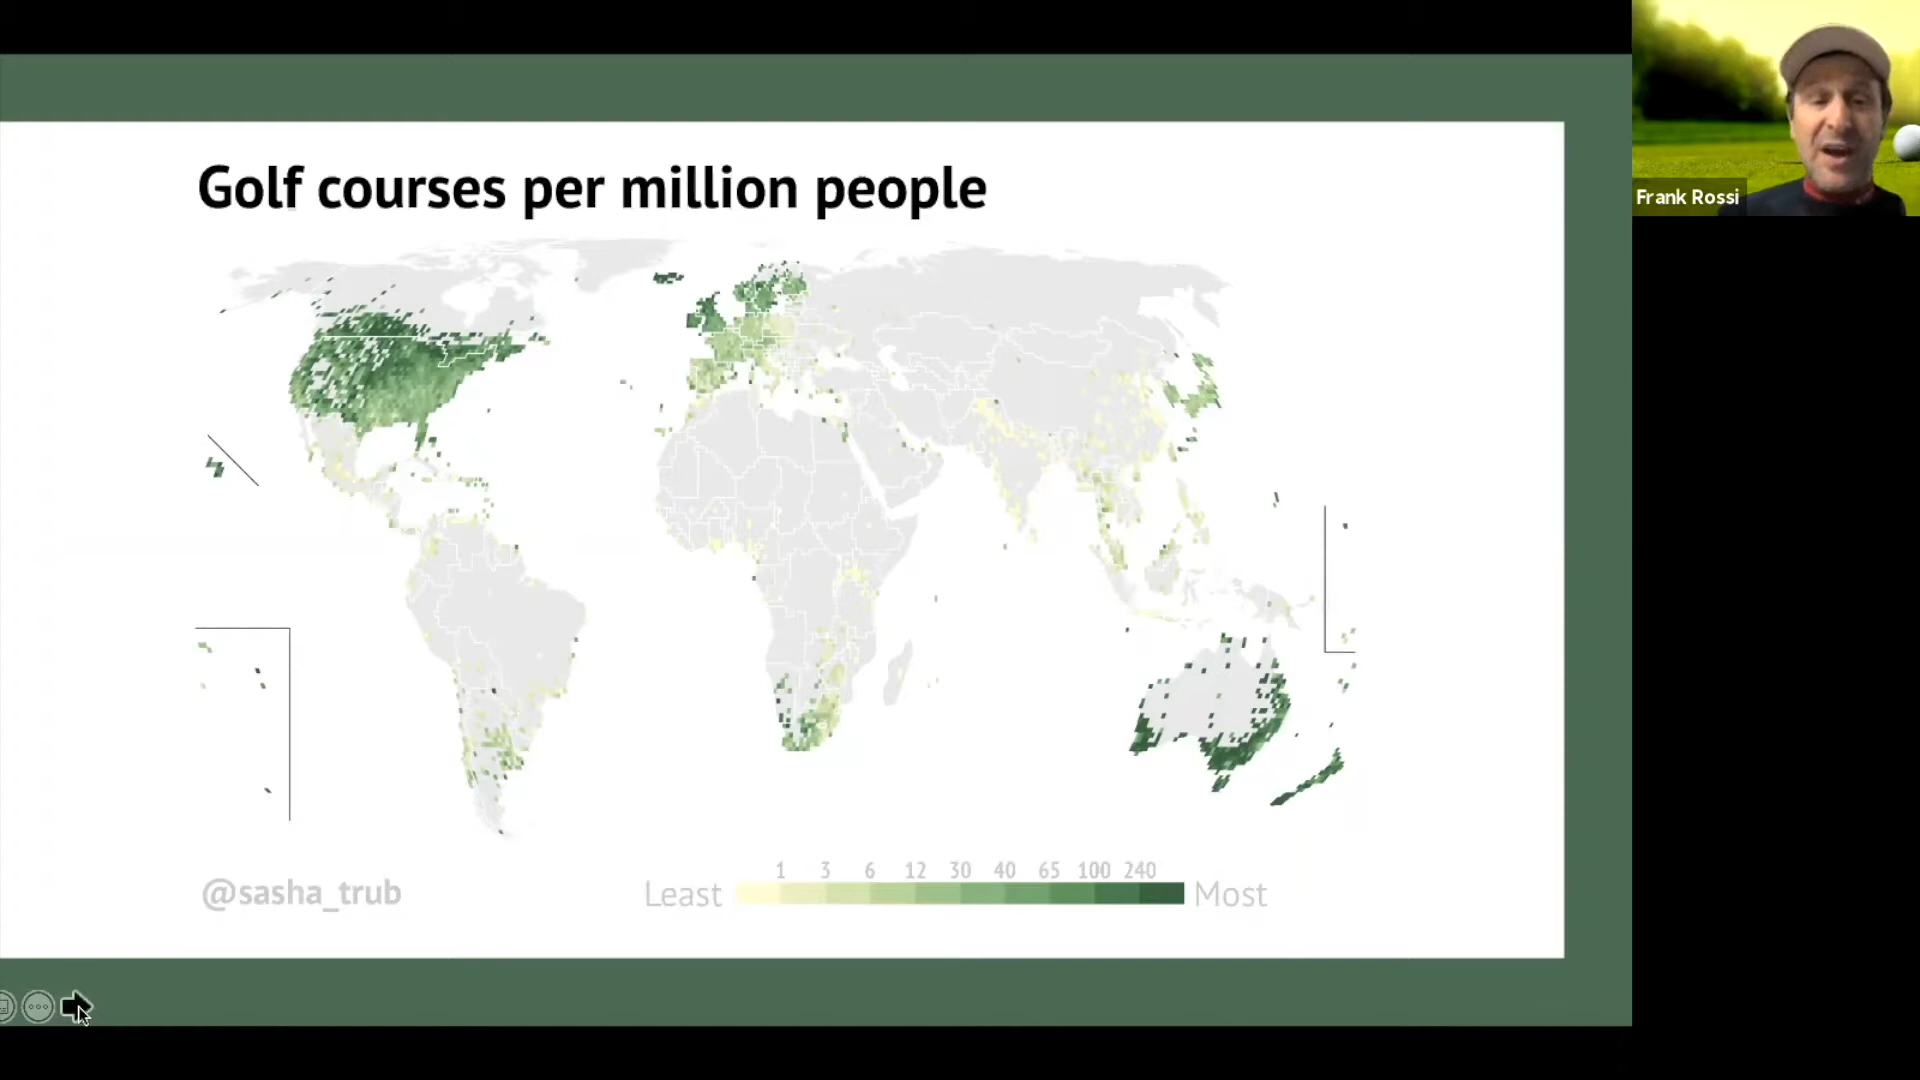 Golf courses per million people
Frank Rossi
1 3 6 12 30 40 65 100 240
Least Most
@sasha_trub